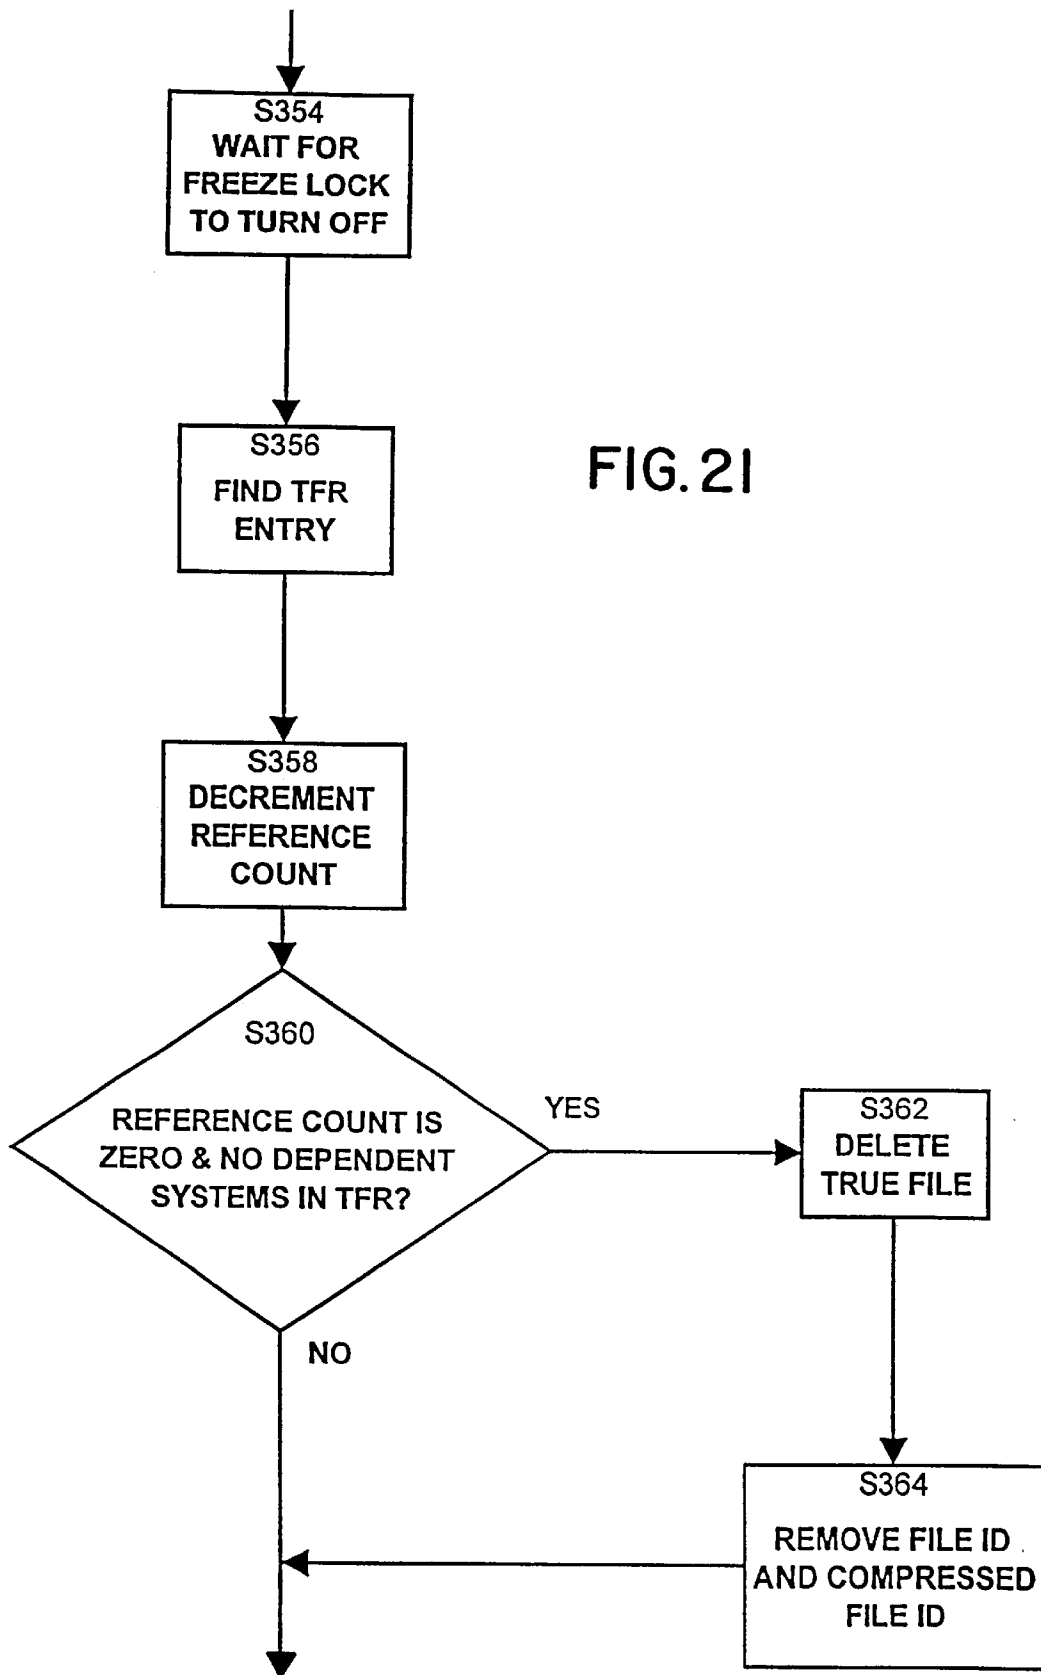 S354
WAIT FOR
FREEZE LOCK
TO TURN OFF
S356
FIND TFR
ENTRY
FIG. 21
S358
DECREMENT
REFERENCE
COUNT
S360
REFERENCE COUNT IS
ZERO & NO DEPENDENT
SYSTEMS IN TFR?
YES
NO
S362
DELETE
TRUE FILE
S364
REMOVE FILE ID
AND COMPRESSED
FILE ID